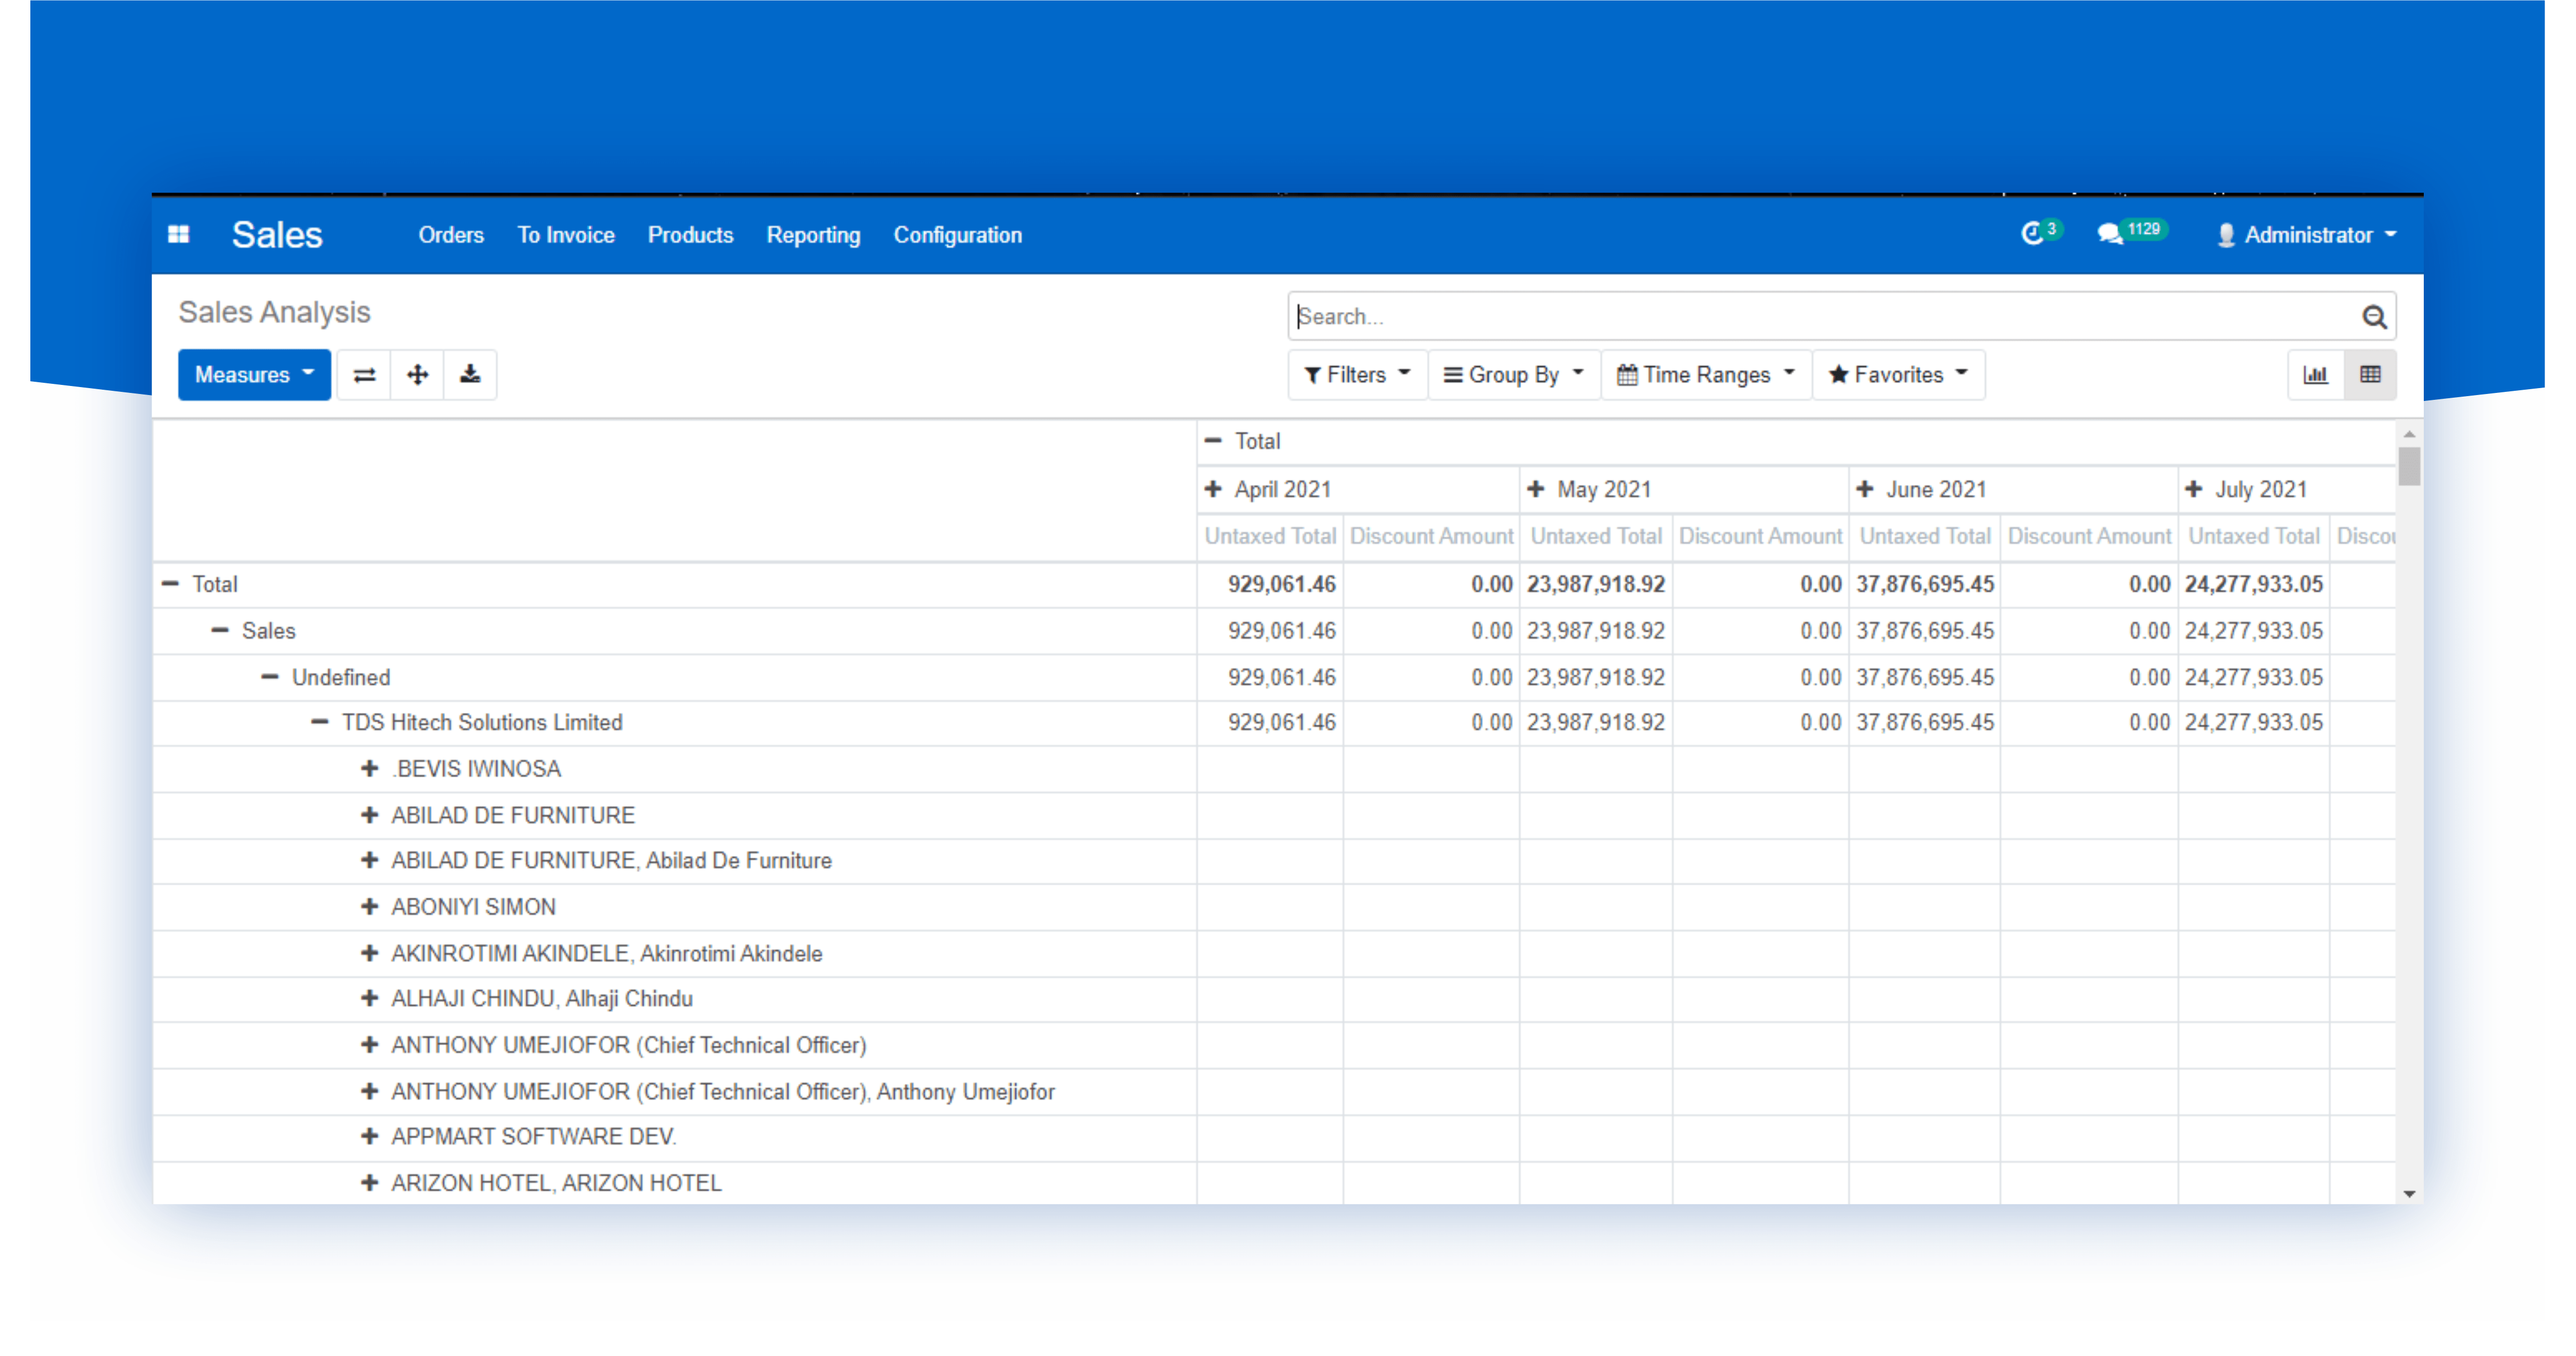 Sales Orders To Invoice Products Reporting Configuration 3 1129 Administrator
Sales Analysis Search...
Measures Filters Group By Time Ranges Favorites
Total
April 2021 May 2021 June 2021 July 2021
Untaxed Total Discount Amount Untaxed Total Discount Amount Untaxed Total Discount Amount Untaxed Total Discou
Total 929,061.46 0.00 23,987,918.92 0.00 37,876,695.45 0.00 24,277,933.05
Sales 929,061.46 0.00 23,987,918.92 0.00 37,876,695.45 0.00 24,277,933.05
Undefined 929,061.46 0.00 23,987,918.92 0.00 37,876,695.45 0.00 24,277,933.05
TDS Hitech Solutions Limited 929,061.46 0.00 23,987,918.92 0.00 37,876,695.45 0.00 24,277,933.05
.BEVIS IWINOSA
ABILAD DE FURNITURE
ABILAD DE FURNITURE, Abilad De Furniture
ABONIYI SIMON
AKINROTIMI AKINDELE, Akinrotimi Akindele
ALHAJI CHINDU, Alhaji Chindu
ANTHONY UMEJIOFOR (Chief Technical Officer)
ANTHONY UMEJIOFOR (Chief Technical Officer), Anthony Umejiofor
APPMART SOFTWARE DEV.
ARIZON HOTEL, ARIZON HOTEL